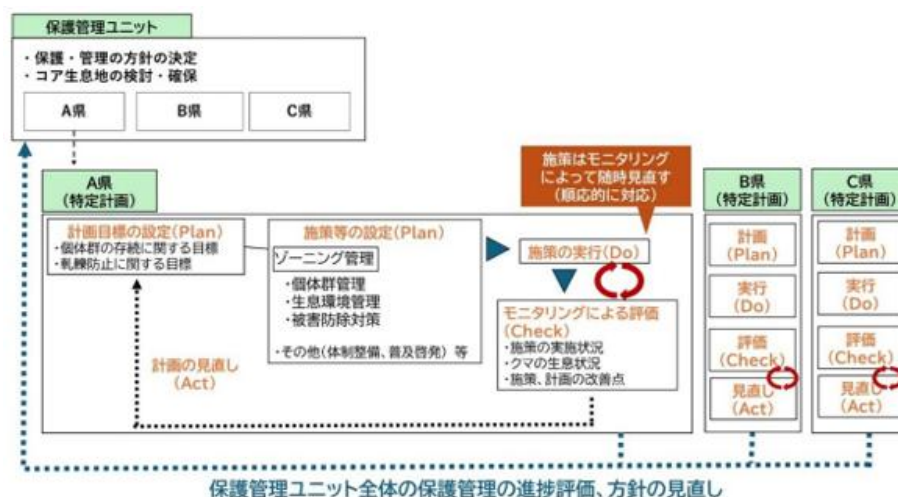 保護管理ユニット
・保護・管理の方針の決定
・コア生息地の検討・確保
A県
B県
C県
A県
(特定計画)
計画目標の設定(Plan)
・個体群の存続に関する目標
・軋轢防止に関する目標
施策等の設定(Plan)
ゾーニング管理
・個体群管理
・生息環境管理
・被害防除対策
・その他(体制整備、普及啓発) 等
施策はモニタリング
によって随時見直す
(順応的に対応)
施策の実行(Do)
モニタリングによる評価
(Check)
・施策の実施状況
・クマの生息状況
・施策、計画の改善点
計画の見直し
(Act)
B県
(特定計画)
計画
(Plan)
実行
(Do)
評価
(Check)
見直し
(Act)
C県
(特定計画)
計画
(Plan)
実行
(Do)
評価
(Check)
見直し
(Act)
保護管理ユニット全体の保護管理の進捗評価、方針の見直し